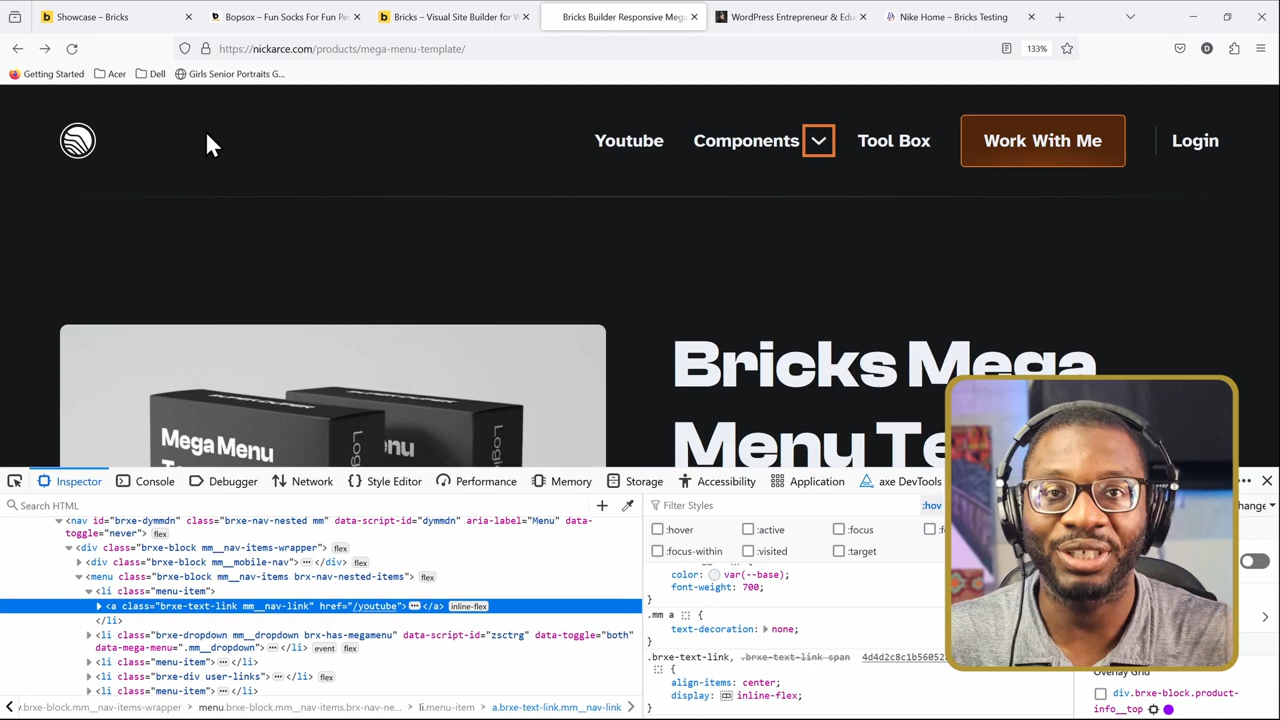 Showcase – Bricks
Bopsox – Fun Socks For Fun Pe
Bricks – Visual Site Builder for W
Bricks Builder Responsive Mega
WordPress Entrepreneur & Edu
Nike Home – Bricks Testing
https://nickarce.com/products/mega-menu-template/
133%
D
Getting Started
Acer
Dell
Girls Senior Portraits G...
Youtube
Components
Tool Box
Work With Me
Login
Bricks Mega
Mega Menu
Inspector
Console
Debugger
Network
Style Editor
Performance
Memory
Storage
Accessibility
Application
axe DevTools
Search HTML
<nav id="brxe-dymmdn" class="brxe-nav-nested mm" data-script-id="dymmdn" aria-label="Menu" data-
toggle="never"> flex
<div class="brxe-block mm__nav-items-wrapper"> flex
<div class="brxe-block mm__mobile-nav"> ••• </div> flex
<menu class="brxe-block mm__nav-items brx-nav-nested-items"> flex
<li class="menu-item">
<a class="brxe-text-link mm__nav-link" href="/youtube"> ••• </a> inline-flex
</li>
<li class="brxe-dropdown mm__dropdown brx-has-megamenu" data-script-id="zsctrg" data-toggle="both"
data-mega-menu=".mm__dropdown"> ••• </li> event flex
<li class="menu-item"> ••• </li>
<li class="brxe-div user-links"> ••• </li> flex
<li class="menu-item"> ••• </li>
/brxe-block.mm__nav-items-wrapper
menu.brxe-block.mm__nav-items.brx-nav-ne...
li.menu-item
a.brxe-text-link.mm__nav-link
Filter Styles
:hov
:hover
:active
:focus
:focus-within
:visited
:target
color: var(--base);
font-weight: 700;
}
.mm a {
text-decoration: none;
}
.brxe-text-link, .brxe-text-link span
4d4d2c8c1b56052
{
align-items: center;
display: inline-flex;
}
Overlay Grid
div.brxe-block.product-
info__top